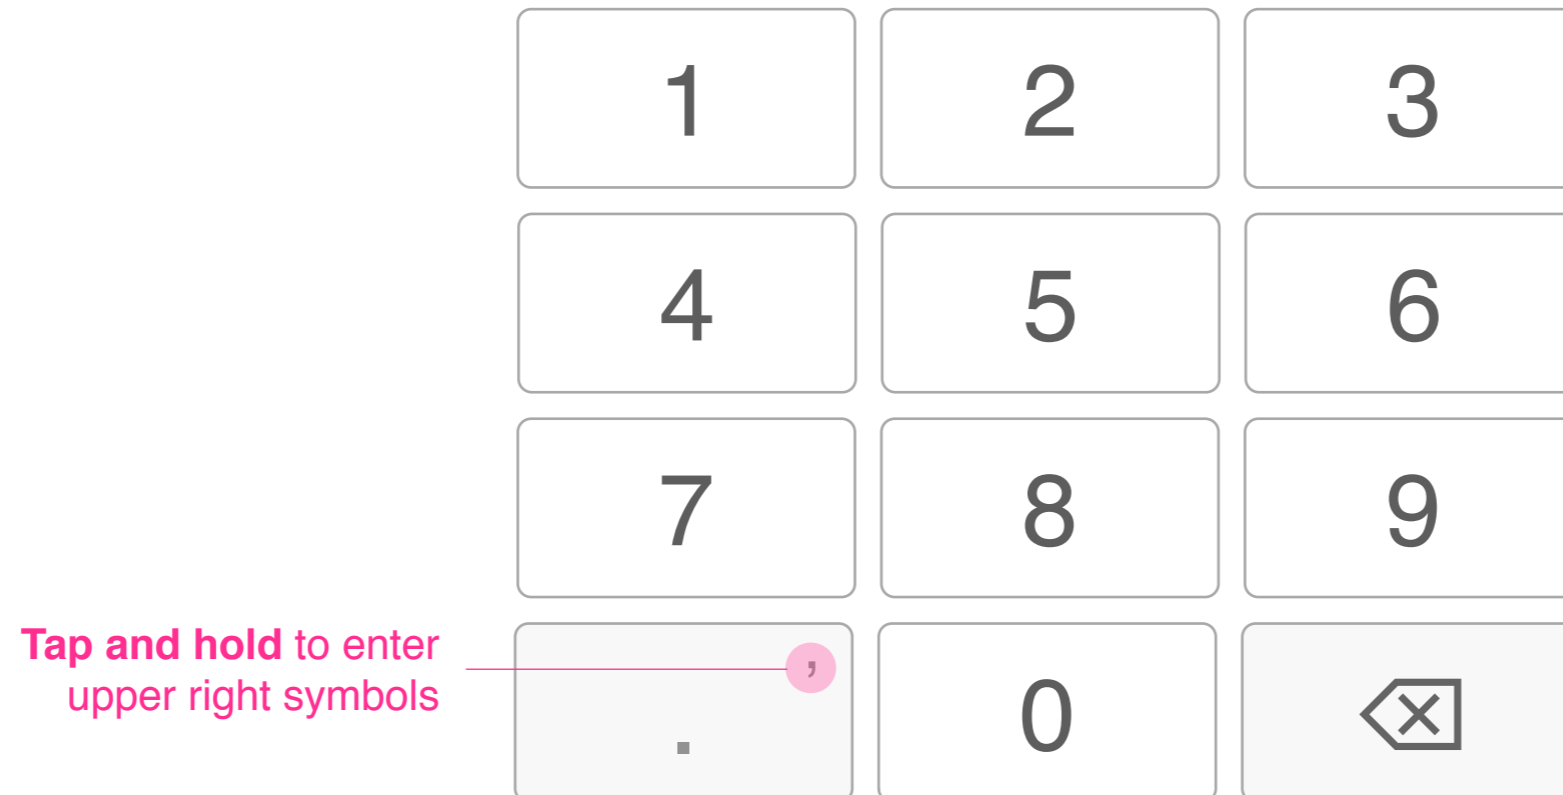 1 2 3
4 5 6
7 8 9
Tap and hold to enter
upper right symbols
,
. 0